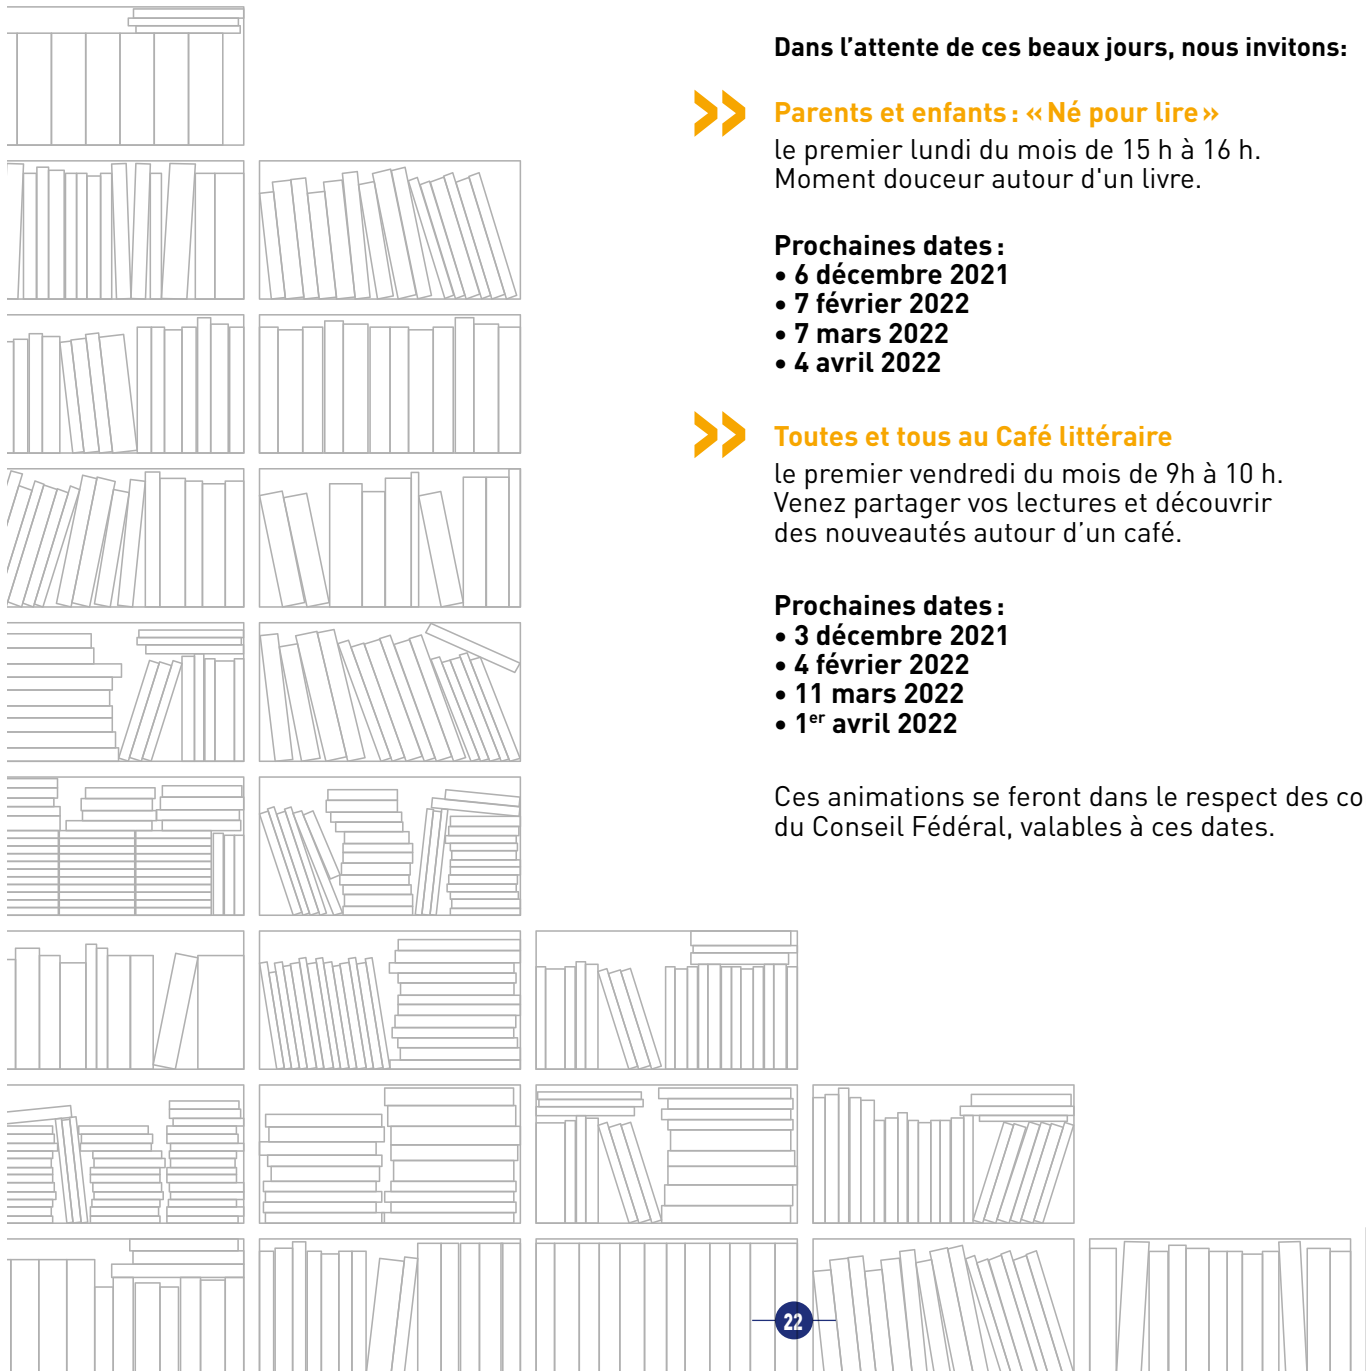 Dans l’attente de ces beaux jours, nous invitons:
Parents et enfants : « Né pour lire »
le premier lundi du mois de 15 h à 16 h.
Moment douceur autour d'un livre.
Prochaines dates :
• 6 décembre 2021
• 7 février 2022
• 7 mars 2022
• 4 avril 2022
Toutes et tous au Café littéraire
le premier vendredi du mois de 9h à 10 h.
Venez partager vos lectures et découvrir
des nouveautés autour d’un café.
Prochaines dates :
• 3 décembre 2021
• 4 février 2022
• 11 mars 2022
• 1er avril 2022
Ces animations se feront dans le respect des
du Conseil Fédéral, valables à ces dates.
22